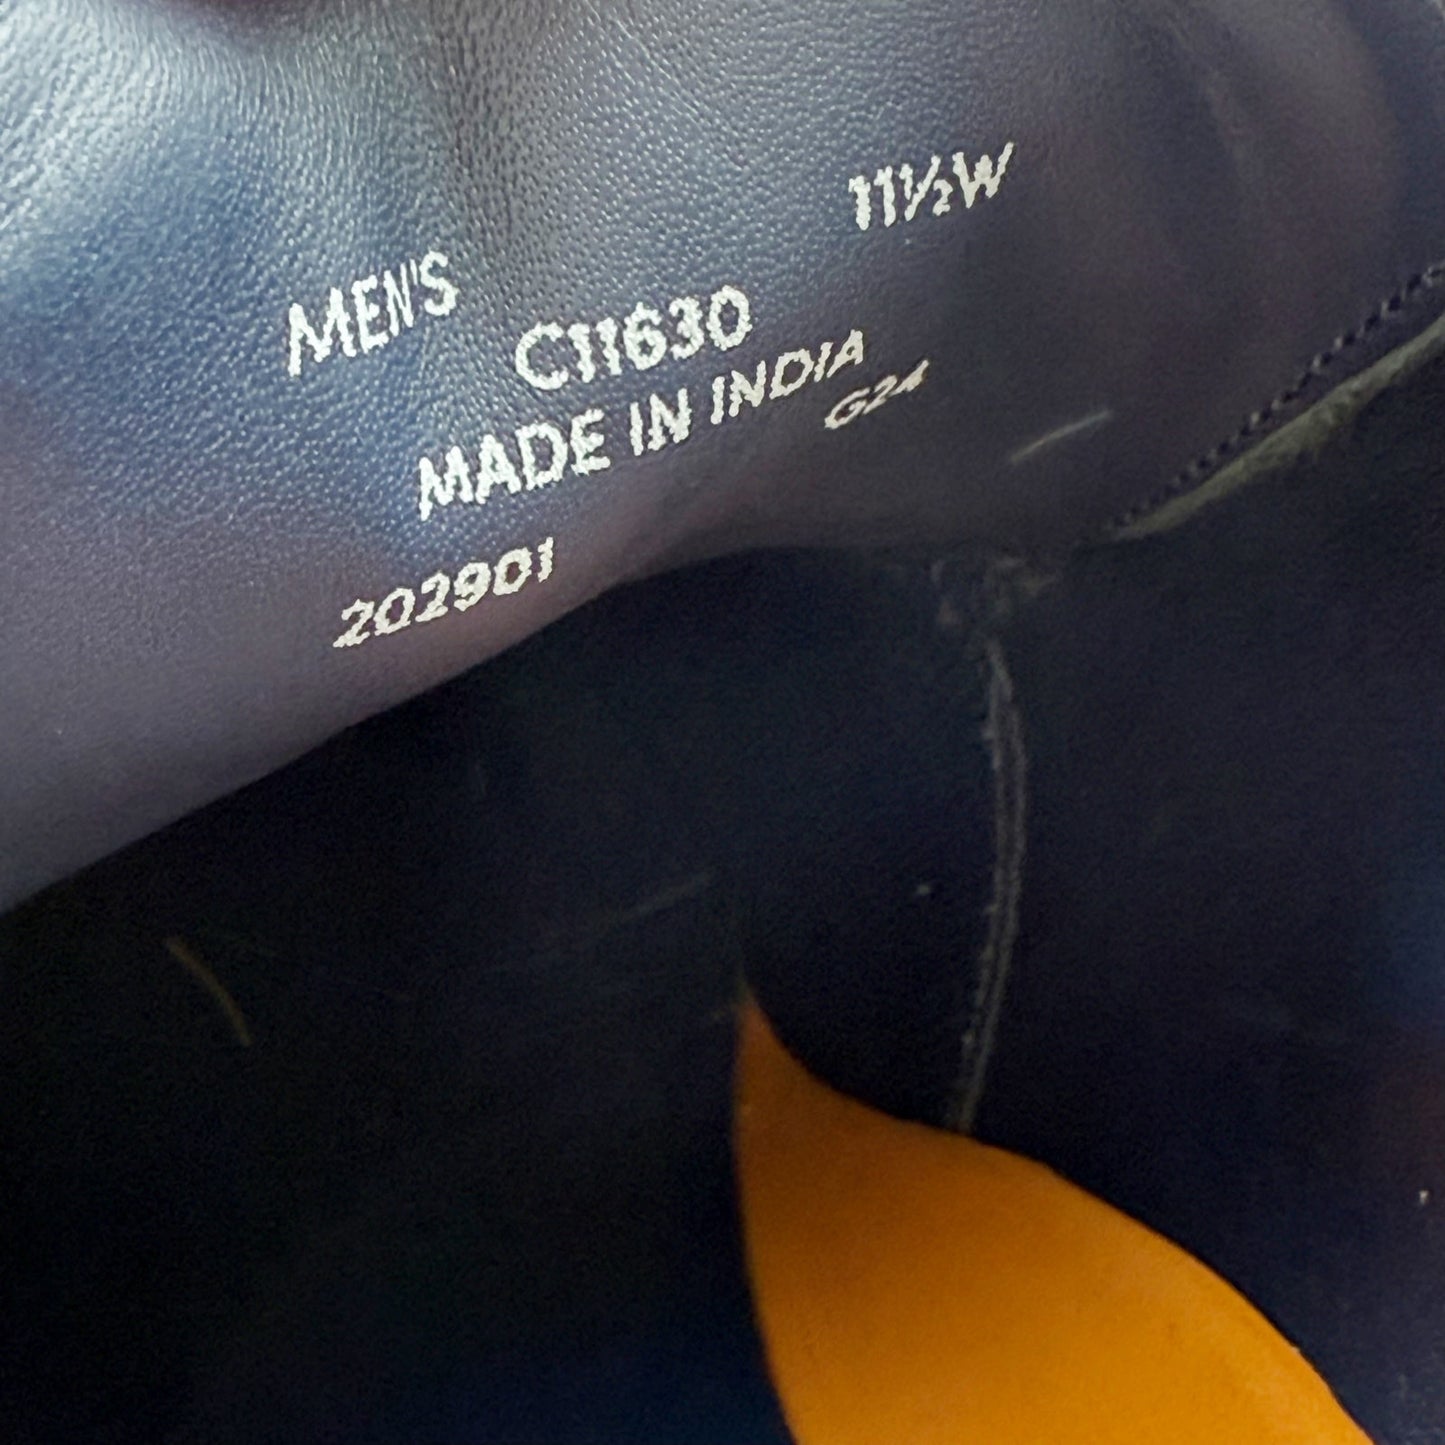 11½W
MEN'S
C11630
MADE IN INDIA
G24
202901